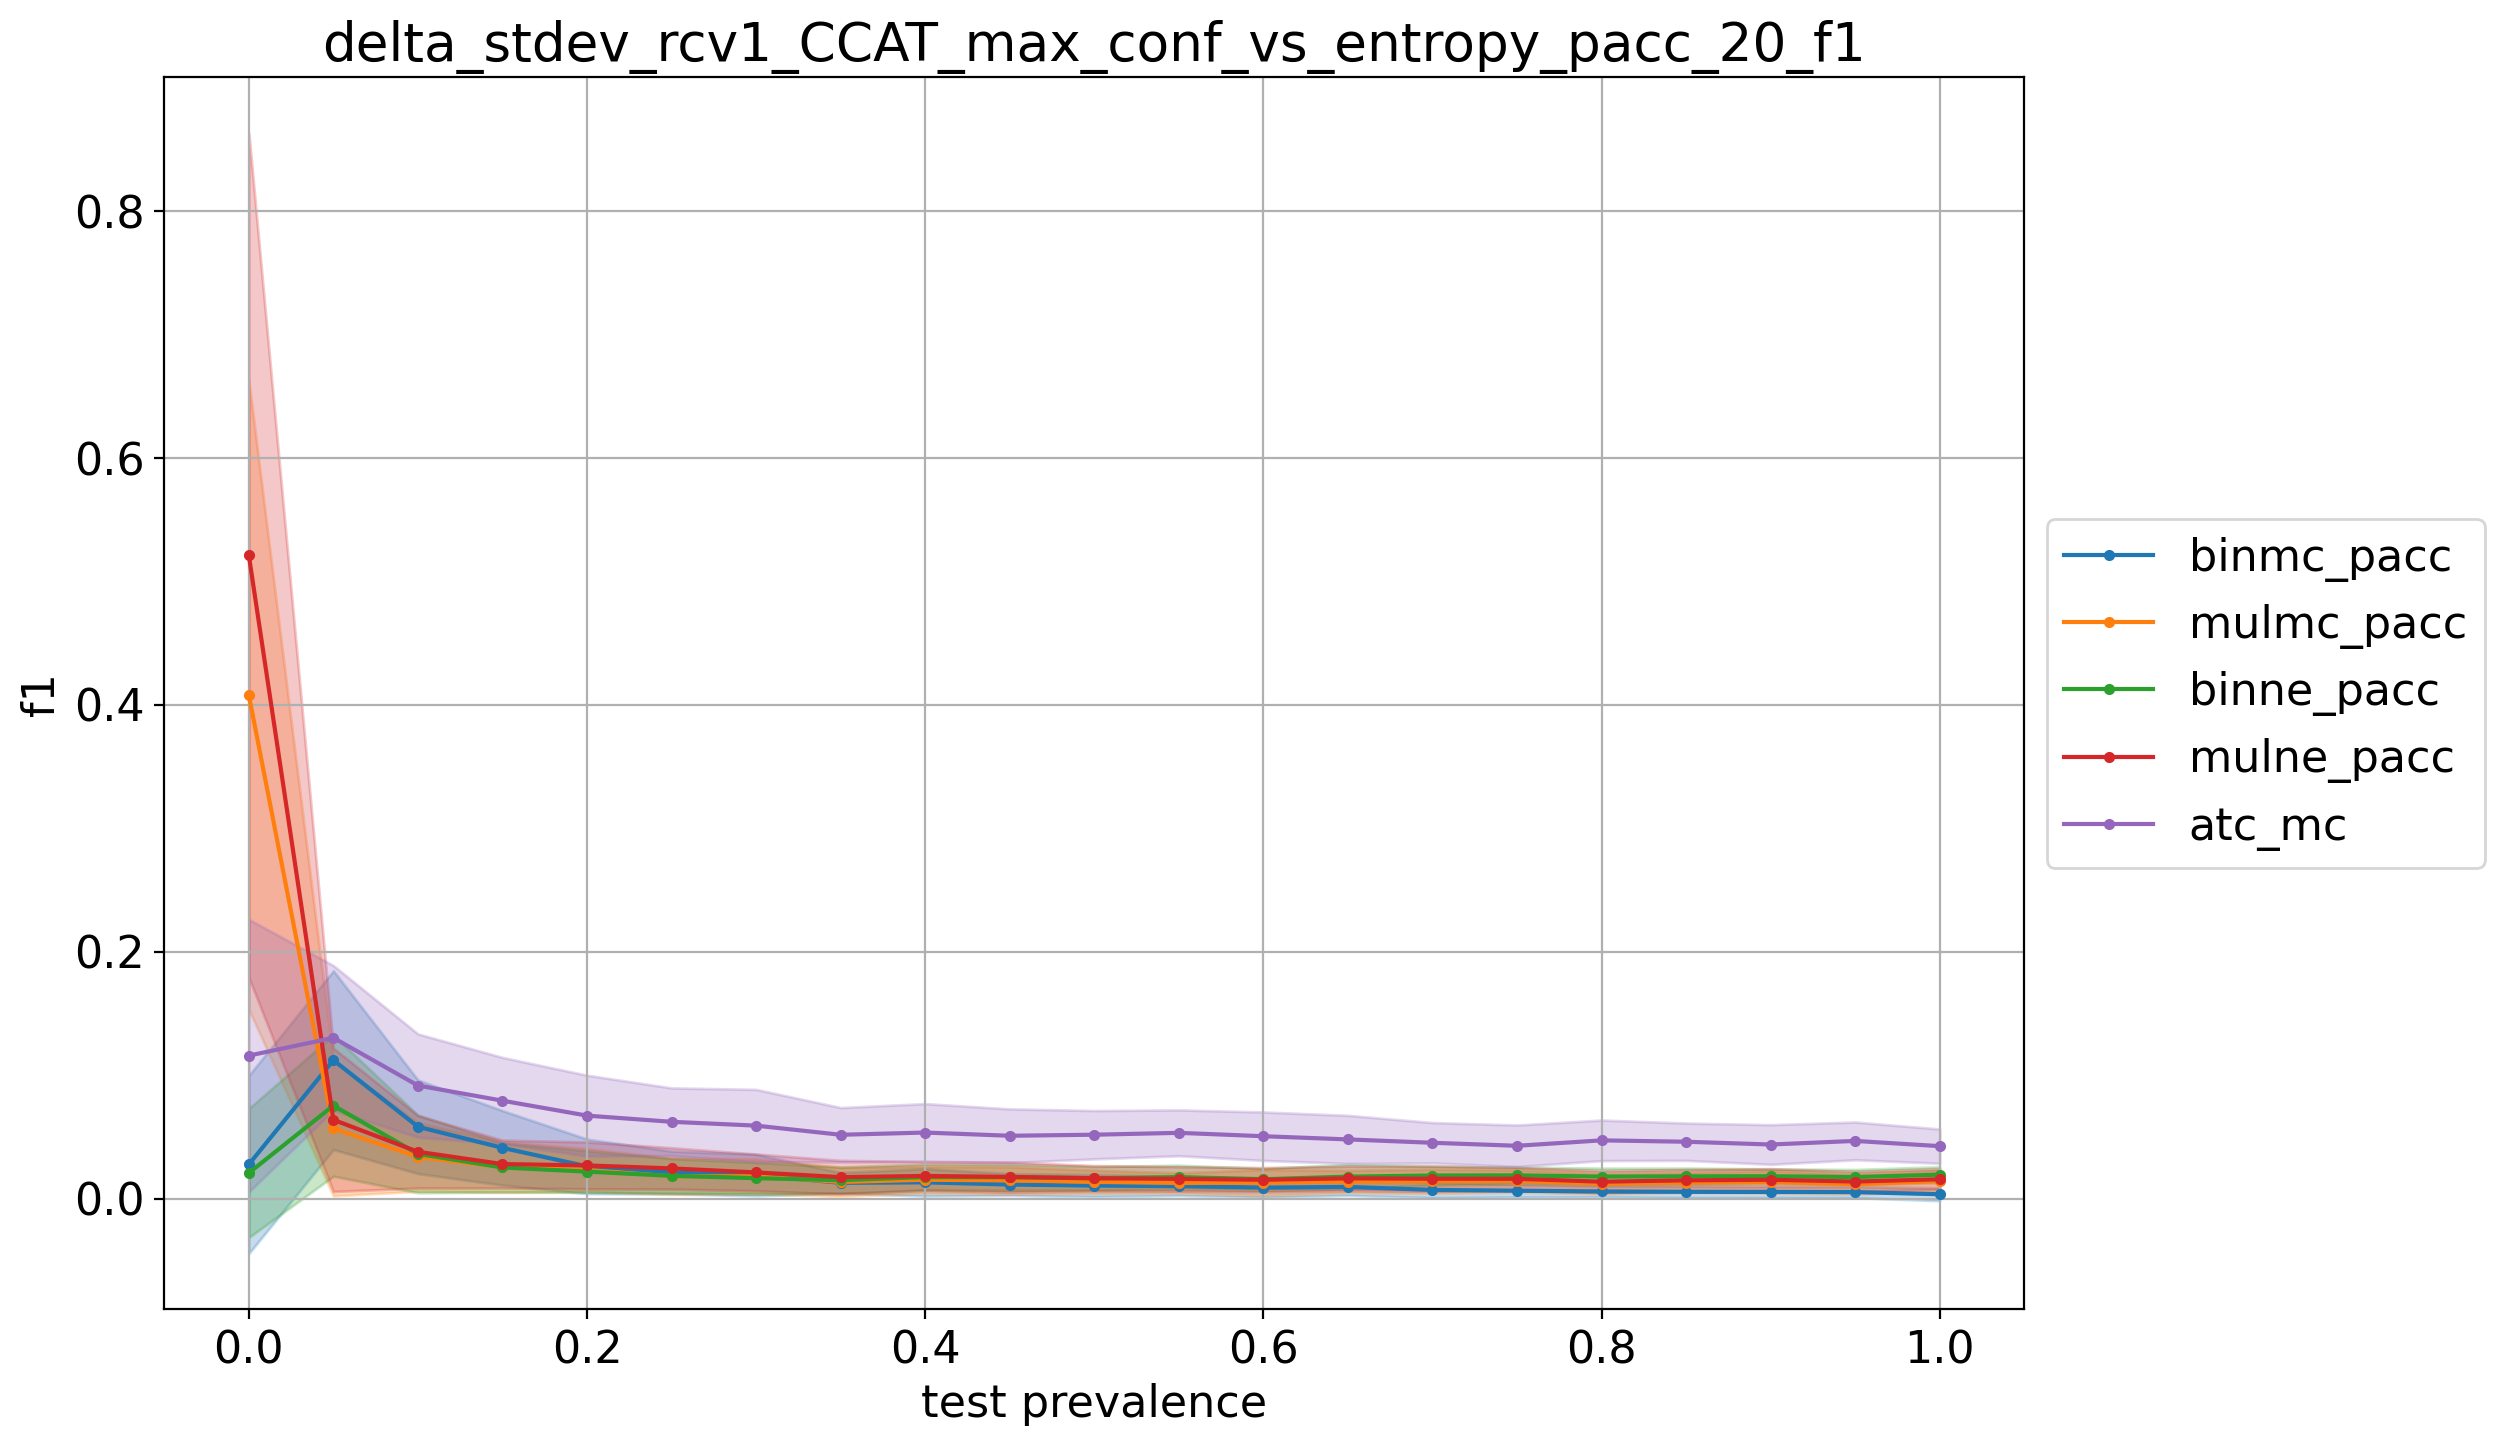 delta_stdev_rcv1_CCAT_max_conf_vs_entropy_pacc_20_f1
0.8
0.6
0.4
0.2
0.0
f1
0.0 0.2 0.4 0.6 0.8 1.0
test prevalence
binmc_pacc
mulmc_pacc
binne_pacc
mulne_pacc
atc_mc